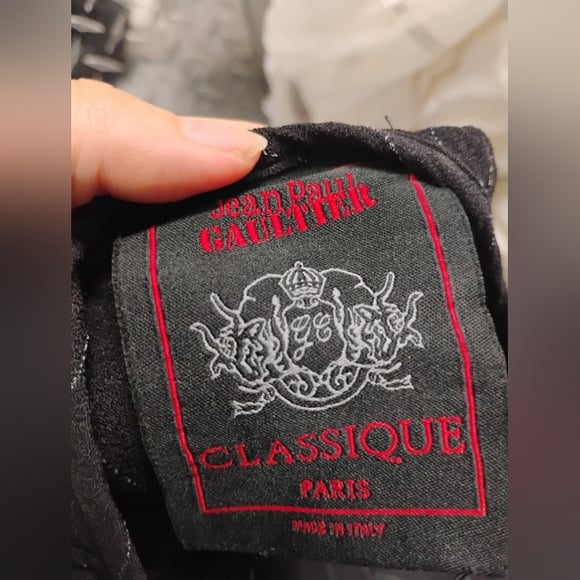 Jean Paul
GAULTIER
CLASSIQUE
PARIS
MADE IN ITALY